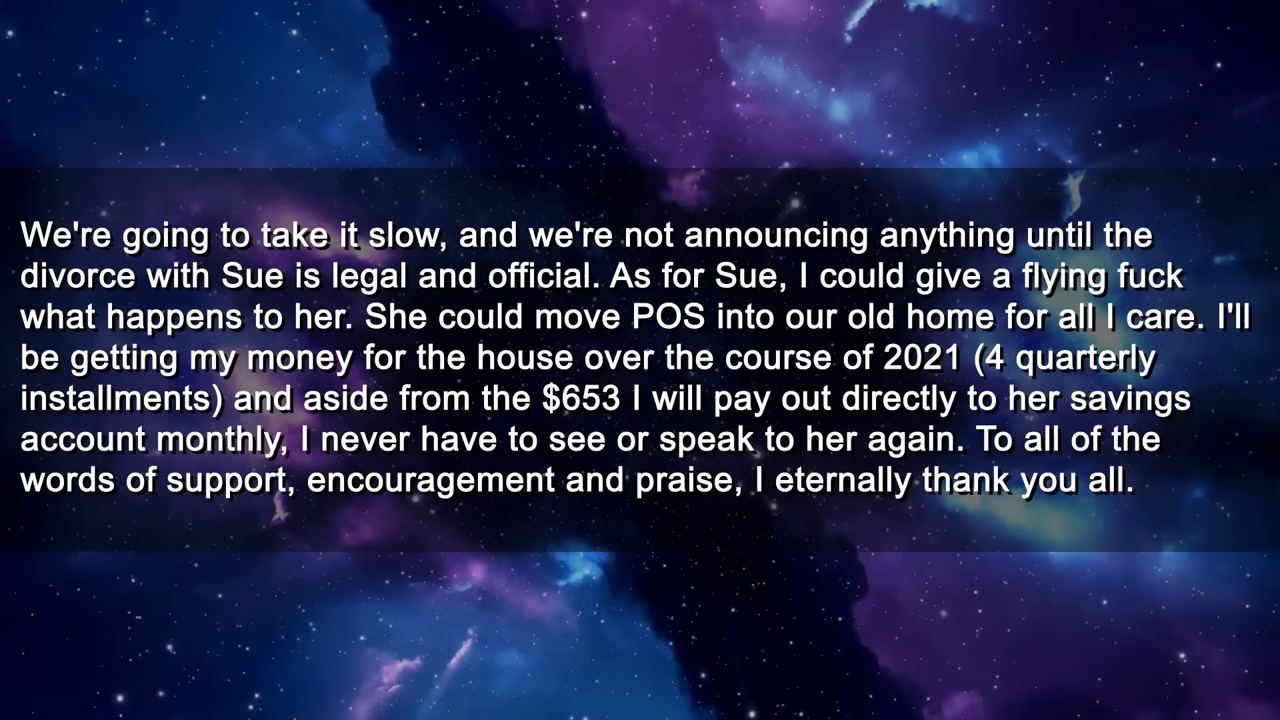 We're going to take it slow, and we're not announcing anything until the
divorce with Sue is legal and official. As for Sue, I could give a flying fuck
what happens to her. She could move POS into our old home for all I care. I'll
be getting my money for the house over the course of 2021 (4 quarterly
installments) and aside from the $653 I will pay out directly to her savings
account monthly, I never have to see or speak to her again. To all of the
words of support, encouragement and praise, I eternally thank you all.